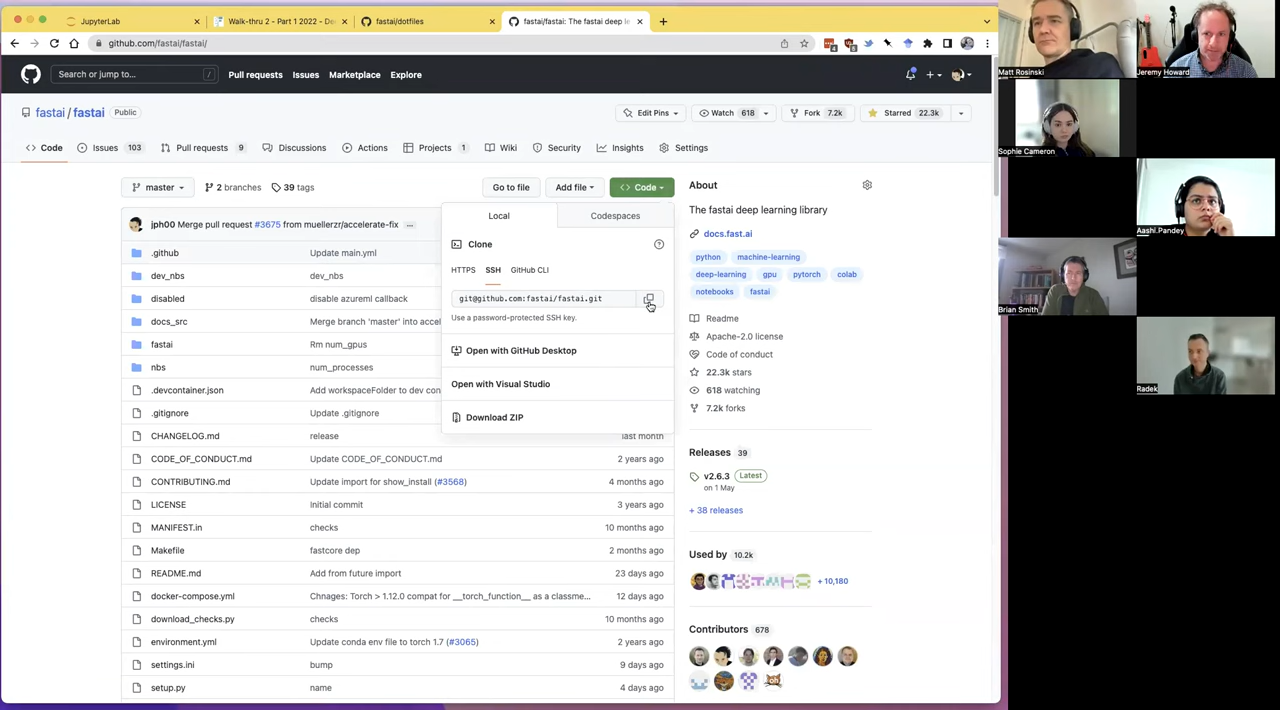 JupyterLab
Walk-thru 2 - Part 1 2022 - De
fastai/dotfiles
fastai/fastai: The fastai deep le
github.com/fastai/fastai/
Search or jump to...
/
Pull requests
Issues
Marketplace
Explore
fastai / fastai
Public
Edit Pins
Watch 618
Fork 7.2k
Starred 22.3k
Code
Issues 103
Pull requests 9
Discussions
Actions
Projects 1
Wiki
Security
Insights
Settings
master
2 branches
39 tags
Go to file
Add file
Code
jph00 Merge pull request #3675 from muellerzr/accelerate-fix ...
.github Update main.yml
dev_nbs dev_nbs
disabled disable azureml callback
docs_src Merge branch 'master' into accel
fastai Rm num_gpus
nbs num_processes
.devcontainer.json Add workspaceFolder to dev con
.gitignore Update .gitignore
CHANGELOG.md release last month
CODE_OF_CONDUCT.md Update CODE_OF_CONDUCT.md 2 years ago
CONTRIBUTING.md Update import for show_install (#3568) 4 months ago
LICENSE Initial commit 3 years ago
MANIFEST.in checks 10 months ago
Makefile fastcore dep 2 months ago
README.md Add from future import 23 days ago
docker-compose.yml Chnages: Torch > 1.12.0 compat for __torch_function__ as a classme... 12 days ago
download_checks.py checks 10 months ago
environment.yml Update conda env file to torch 1.7 (#3065) 2 years ago
settings.ini bump 9 days ago
setup.py name 4 days ago
Local
Codespaces
Clone
HTTPS
SSH
GitHub CLI
git@github.com:fastai/fastai.git
Use a password-protected SSH key.
Open with GitHub Desktop
Open with Visual Studio
Download ZIP
About
The fastai deep learning library
docs.fast.ai
python
machine-learning
deep-learning
gpu
pytorch
colab
notebooks
fastai
Readme
Apache-2.0 license
Code of conduct
22.3k stars
618 watching
7.2k forks
Releases 39
v2.6.3 Latest
on 1 May
+ 38 releases
Used by 10.2k
+ 10,180
Contributors 678
Matt Rosinski
Jeremy Howard
Sophie Cameron
Aashi Pandey
Brian Smith
Radek